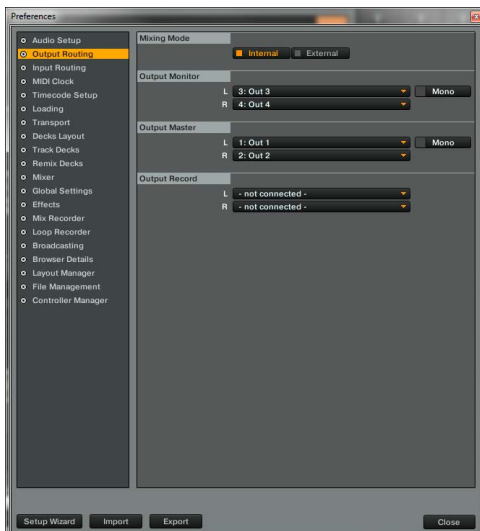 Preferences
Audio Setup
Output Routing
Input Routing
MIDI Clock
Timecode Setup
Loading
Transport
Decks Layout
Track Decks
Remix Decks
Mixer
Global Settings
Effects
Mix Recorder
Loop Recorder
Broadcasting
Browser Details
Layout Manager
File Management
Controller Manager
Mixing Mode
Internal External
Output Monitor
L 3: Out 3 Mono
R 4: Out 4
Output Master
L 1: Out 1 Mono
R 2: Out 2
Output Record
L - not connected -
R - not connected -
Setup Wizard Import Export Close